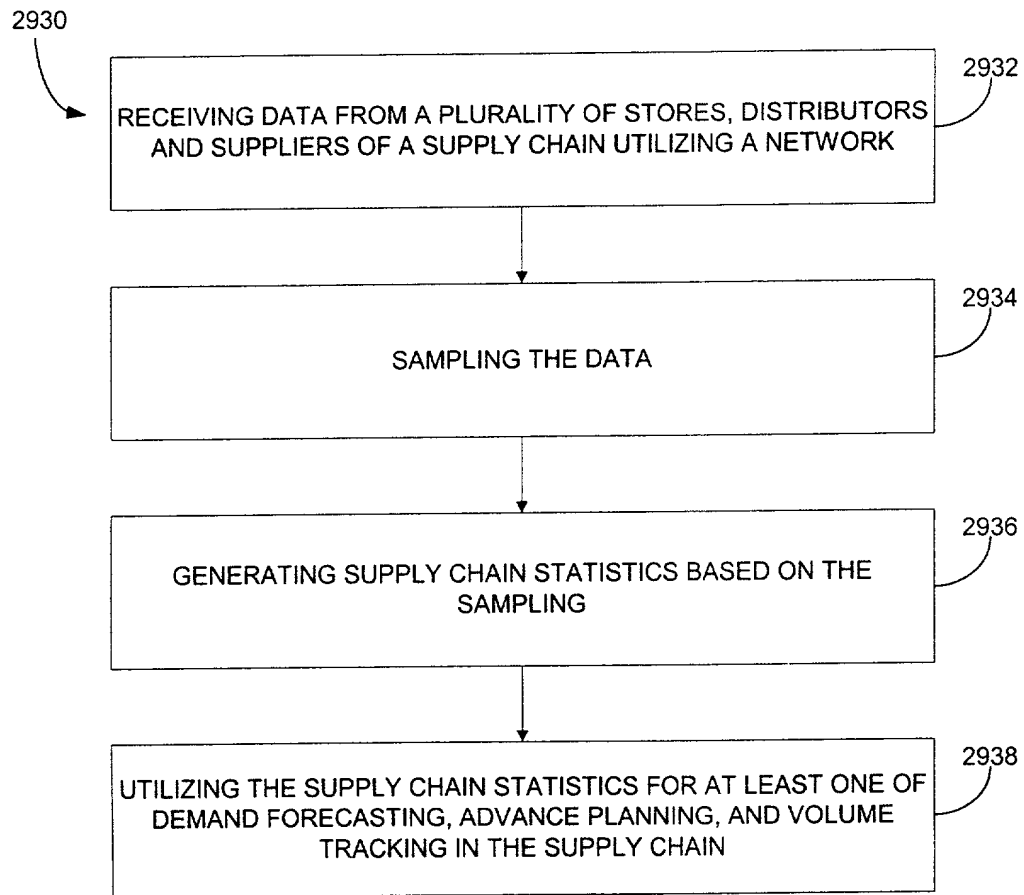 2930
2932
RECEIVING DATA FROM A PLURALITY OF STORES, DISTRIBUTORS
AND SUPPLIERS OF A SUPPLY CHAIN UTILIZING A NETWORK
2934
SAMPLING THE DATA
2936
GENERATING SUPPLY CHAIN STATISTICS BASED ON THE
SAMPLING
2938
UTILIZING THE SUPPLY CHAIN STATISTICS FOR AT LEAST ONE OF
DEMAND FORECASTING, ADVANCE PLANNING, AND VOLUME
TRACKING IN THE SUPPLY CHAIN